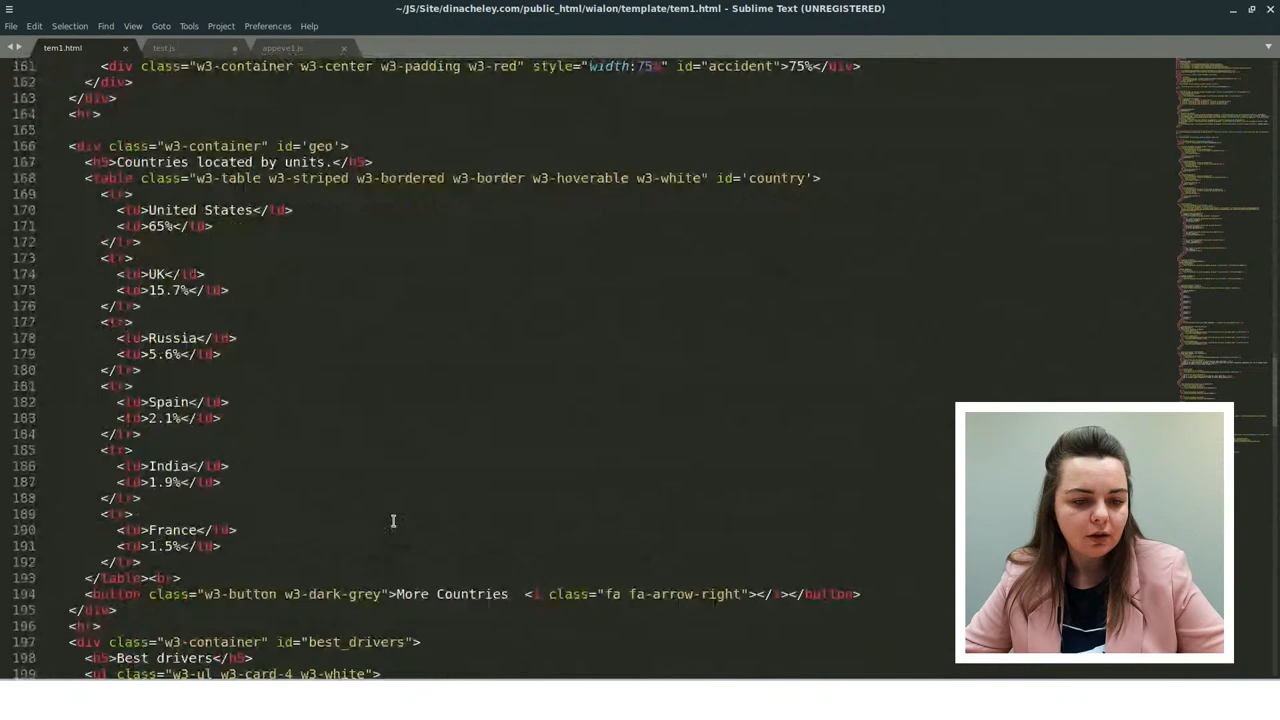 ~/JS/Site/dinacheley.com/public_html/wialon/template/tem1.html - Sublime Text (UNREGISTERED)
File Edit Selection Find View Goto Tools Project Preferences Help
tem1.html × test.js appeve1.js ×
161 <div class="w3-container w3-center w3-padding w3-red" style="width:75%" id="accident">75%</div>
162 </div>
163 </div>
164 <hr>
165
166 <div class="w3-container" id='geo'>
167 <h5>Countries located by units.</h5>
168 <table class="w3-table w3-striped w3-bordered w3-border w3-hoverable w3-white" id='country'>
169 <tr>
170 <td>United States</td>
171 <td>65%</td>
172 </tr>
173 <tr>
174 <td>UK</td>
175 <td>15.7%</td>
176 </tr>
177 <tr>
178 <td>Russia</td>
179 <td>5.6%</td>
180 </tr>
181 <tr>
182 <td>Spain</td>
183 <td>2.1%</td>
184 </tr>
185 <tr>
186 <td>India</td>
187 <td>1.9%</td>
188 </tr>
189 <tr>
190 <td>France</td>
191 <td>1.5%</td>
192 </tr>
193 </table><br>
194 <button class="w3-button w3-dark-grey">More Countries <i class="fa fa-arrow-right"></i></button>
195 </div>
196 <hr>
197 <div class="w3-container" id="best_drivers">
198 <h5>Best drivers</h5>
199 <ul class="w3-ul w3-card-4 w3-white">